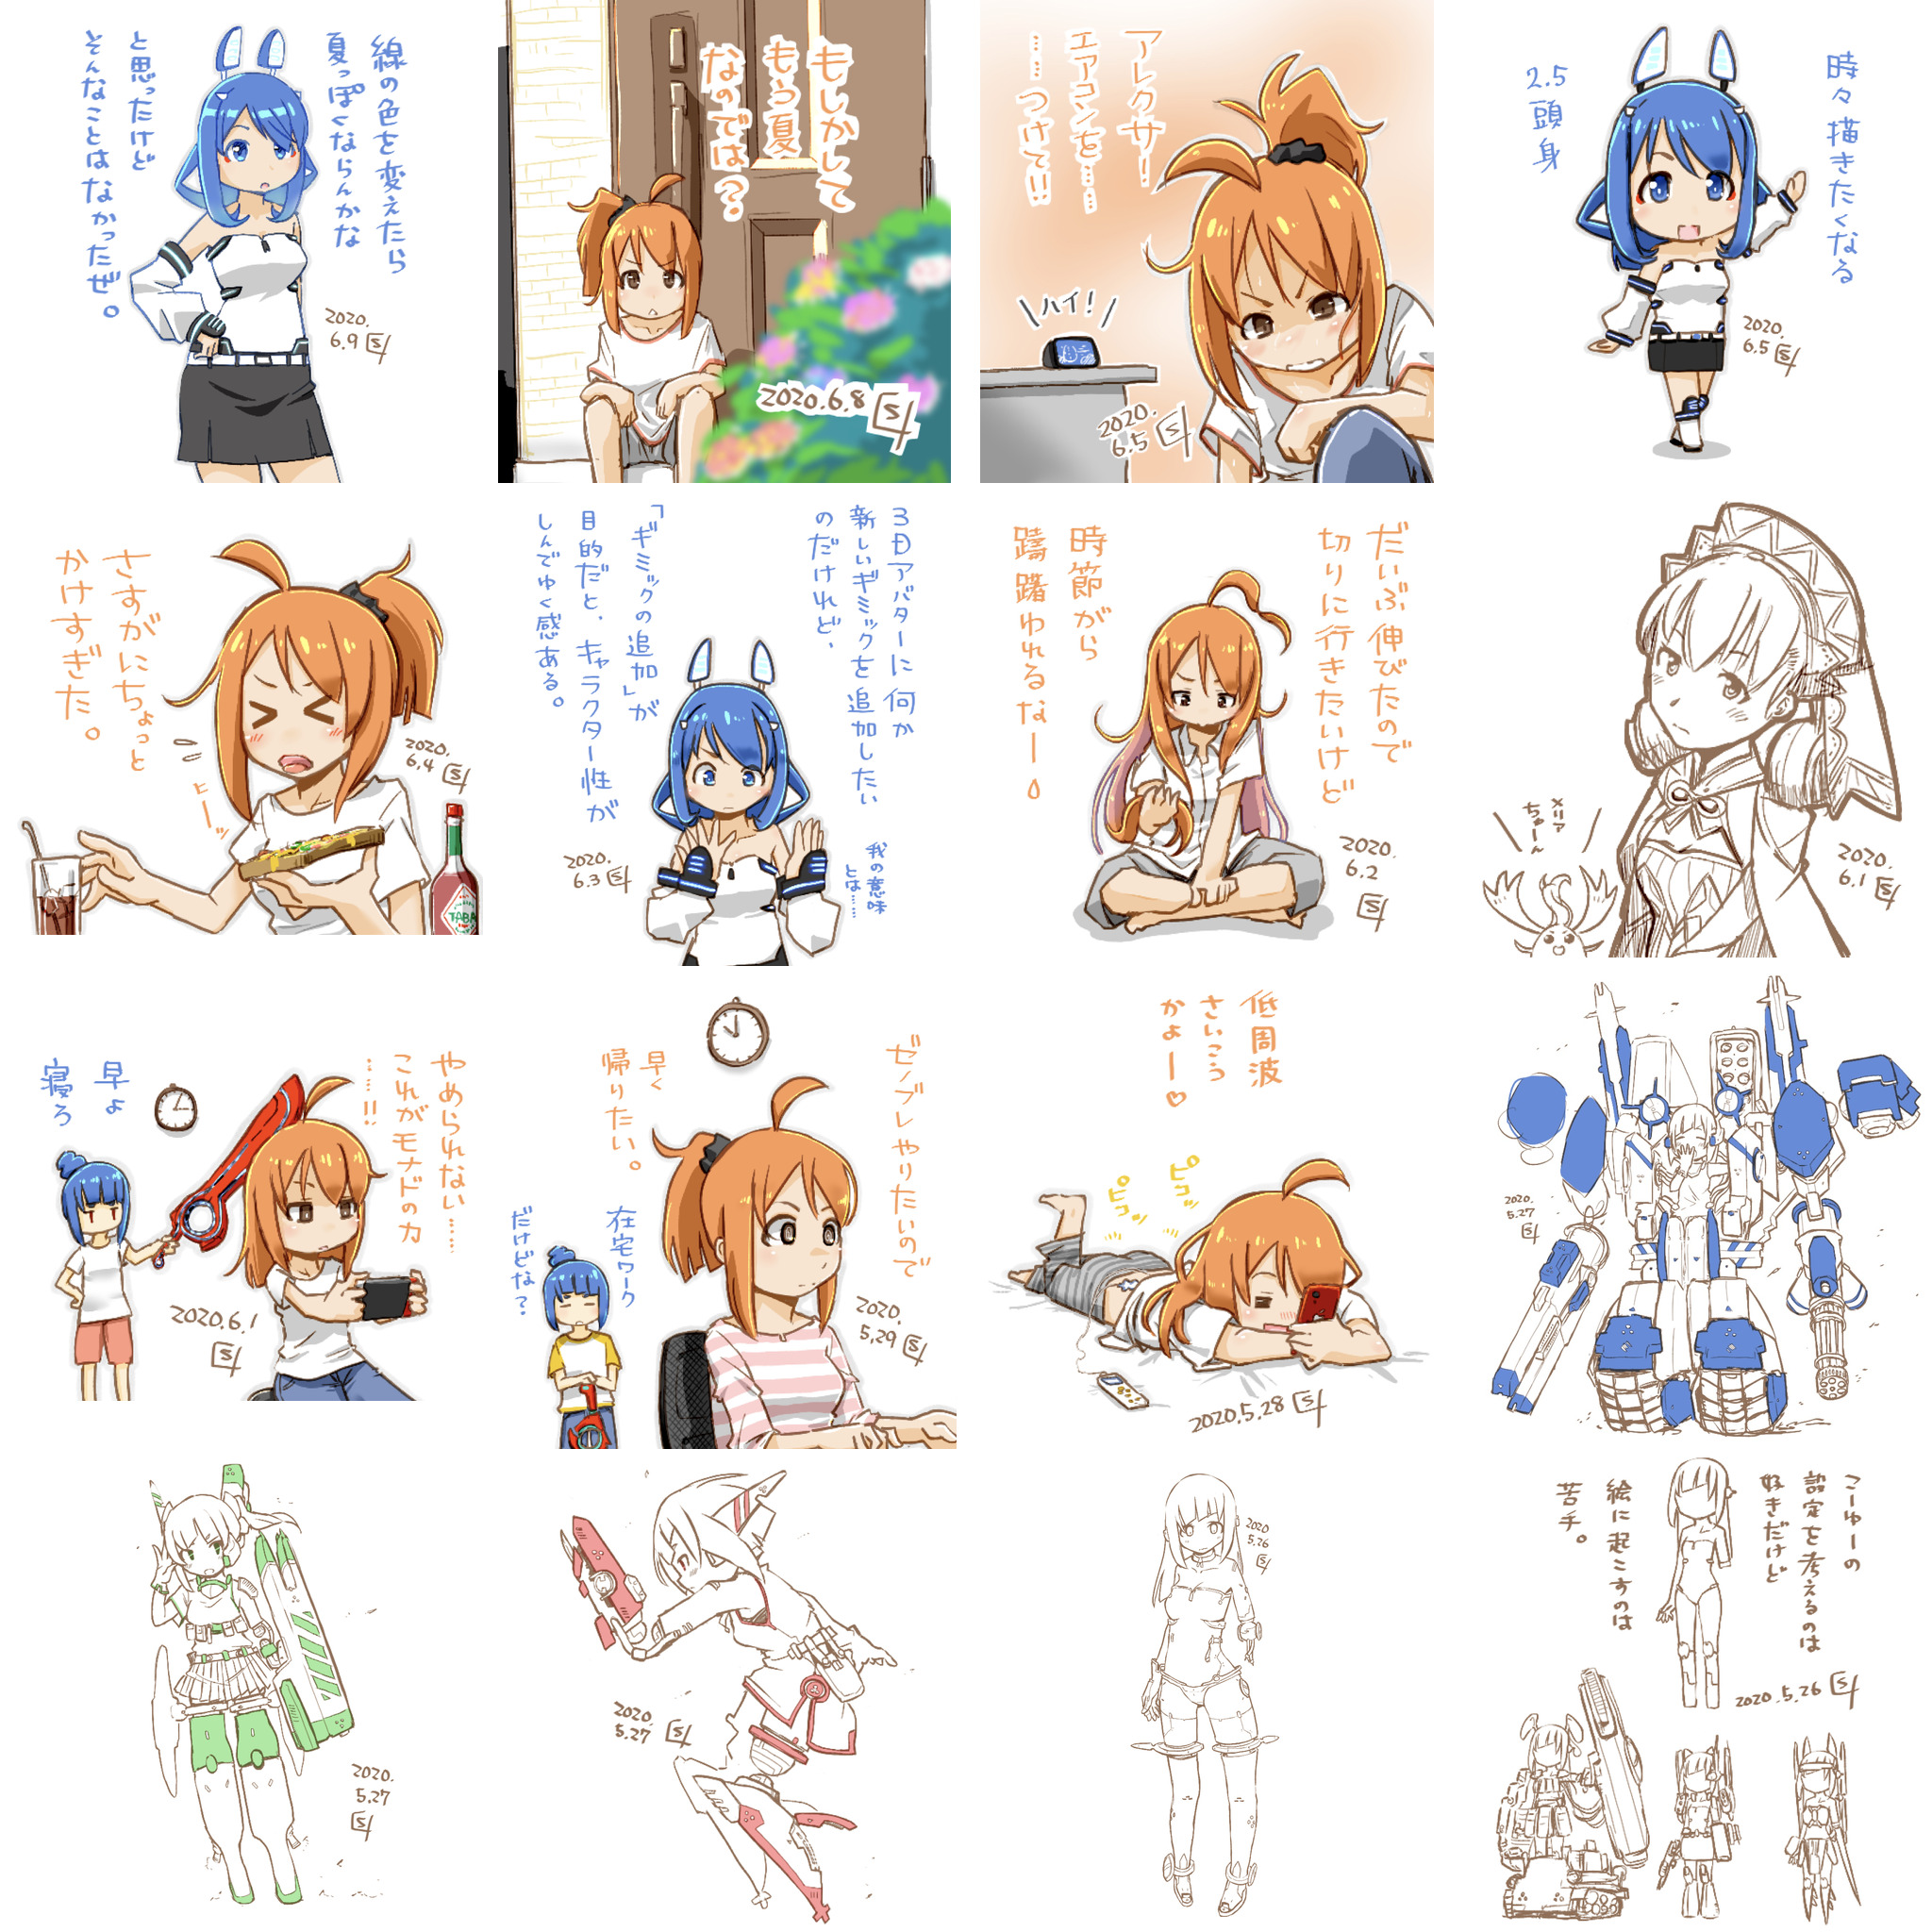 線の色を変えたら
夏っぽくならんかな
と思ったけど
そんなことはなかったぜ。
2020.
6.9
もしかして
もう夏
なのでは?
2020.6.8
アレクサ!
エアコンを……
……つけて!!
ハイ!
2020.
6.5
時々描きたくなる
2.5頭身
2020.
6.5
さすがにちょっと
かけすぎた。
ヒーッ
2020.
6.4
TABA
3Dアバターに何か
新しいギミックを追加したい
のだけれど、
「ギミックの追加」が
目的だと、キャラクター性が
しんでゆく感ある。
我の意味
とは……
2020.
6.3
だいぶ伸びたので
切りに行きたいけど
時節がら
躊躇われるなー。
2020.
6.2
メリア
ちゅーん
2020.
6.1
やめられない……
これがモナドの力
……!!
早よ
寝ろ
2020.6.1
ゼノブレやりたいので
早く
帰りたい。
在宅ワーク
だけどな?
2020.
5.29
低周波
さいこう
かよー♡
ピコッ
ピコッ
2020.5.28
2020.
5.27
2020.
5.27
2020.
5.27
2020
5.26
こーゆーの
設定を考えるのは
好きだけど
絵に起こすのは
苦手。
2020.5.26